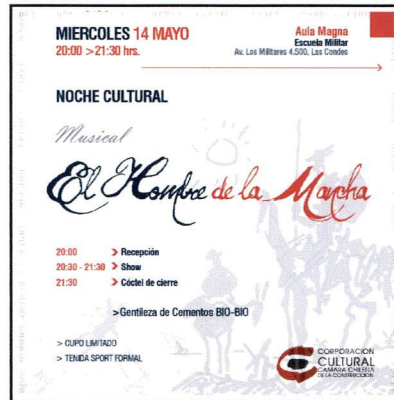 MIERCOLES 14 MAYO
20:00 >21:30 hrs.
Aula Magna
Escuela Militar
Av. Los Militares 4.500, Las Condes
NOCHE CULTURAL
Musical
El Hombre de la Mancha
20:00 > Recepción
20:30 - 21:30 > Show
21:30 > Cóctel de cierre
>Gentileza de Cementos BIO-BIO
> CUPO LIMITADO
> TENIDA SPORT FORMAL
CORPORACION
CULTURAL
CAMARA CHILENA
DE LA CONSTRUCCION